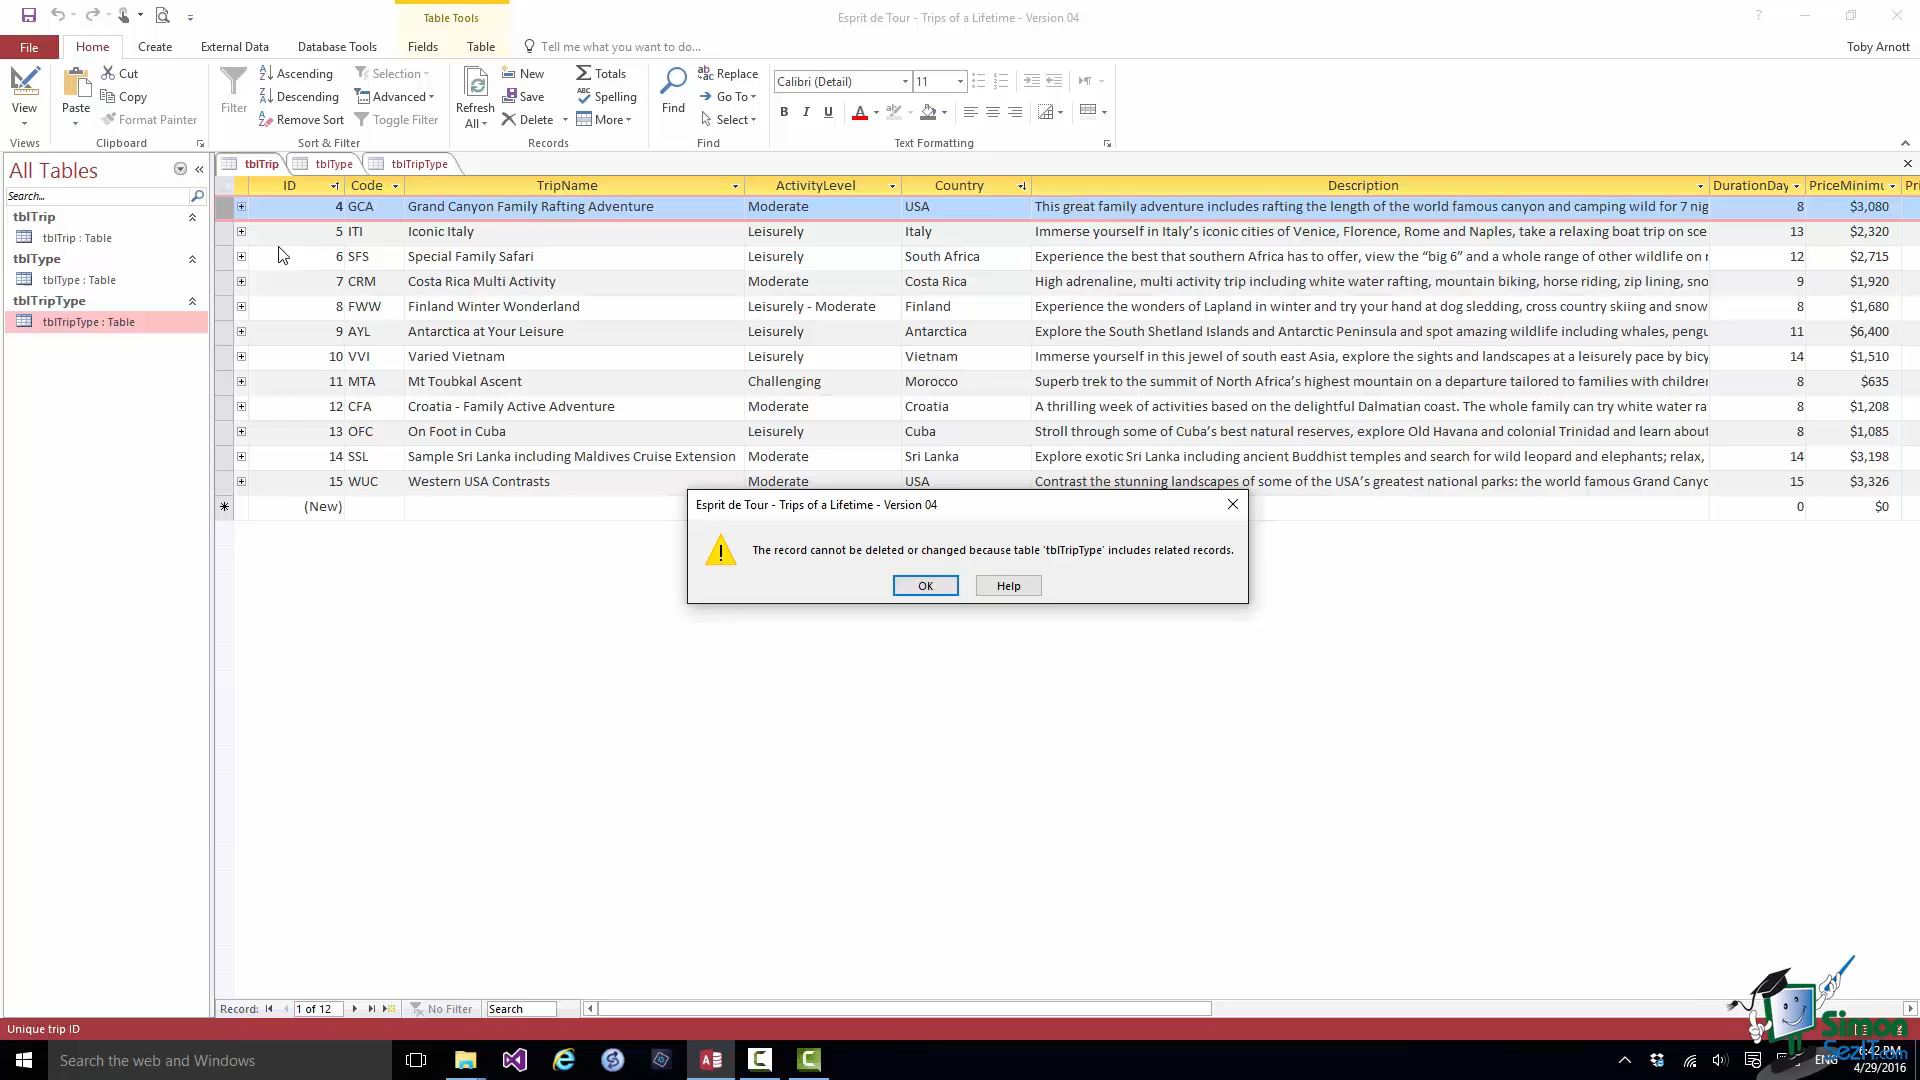 Table Tools
Esprit de Tour - Trips of a Lifetime - Version 04
File Home Create External Data Database Tools Fields Table Tell me what you want to do... Toby Arnott
View
Views
Paste
Cut
Copy
Format Painter
Clipboard
Filter
Ascending
Descending
Remove Sort
Selection
Advanced
Toggle Filter
Sort & Filter
Refresh All
New
Save
Delete
Totals
Spelling
More
Records
Find
Replace
Go To
Select
Find
Calibri (Detail) 11
B I U
Text Formatting
All Tables
Search...
tblTrip
tblTrip : Table
tblType
tblType : Table
tblTripType
tblTripType : Table
tblTrip tblType tblTripType
ID Code TripName ActivityLevel Country Description DurationDay PriceMinimu Pri
4 GCA Grand Canyon Family Rafting Adventure Moderate USA This great family adventure includes rafting the length of the world famous canyon and camping wild for 7 nig 8 $3,080
5 ITI Iconic Italy Leisurely Italy Immerse yourself in Italy's iconic cities of Venice, Florence, Rome and Naples, take a relaxing boat trip on sce 13 $2,320
6 SFS Special Family Safari Leisurely South Africa Experience the best that southern Africa has to offer, view the “big 6” and a whole range of other wildlife on r 12 $2,715
7 CRM Costa Rica Multi Activity Moderate Costa Rica High adrenaline, multi activity trip including white water rafting, mountain biking, horse riding, zip lining, sno 9 $1,920
8 FWW Finland Winter Wonderland Leisurely - Moderate Finland Experience the wonders of Lapland in winter and try your hand at dog sledding, cross country skiing and snow 8 $1,680
9 AYL Antarctica at Your Leisure Leisurely Antarctica Explore the South Shetland Islands and Antarctic Peninsula and spot amazing wildlife including whales, pengu 11 $6,400
10 VVI Varied Vietnam Leisurely Vietnam Immerse yourself in this jewel of south east Asia, explore the sights and landscapes at a leisurely pace by bicy 14 $1,510
11 MTA Mt Toubkal Ascent Challenging Morocco Superb trek to the summit of North Africa's highest mountain on a departure tailored to families with children 8 $635
12 CFA Croatia - Family Active Adventure Moderate Croatia A thrilling week of activities based on the delightful Dalmatian coast. The whole family can try white water ra 8 $1,208
13 OFC On Foot in Cuba Leisurely Cuba Stroll through some of Cuba's best natural reserves, explore Old Havana and colonial Trinidad and learn about 8 $1,085
14 SSL Sample Sri Lanka including Maldives Cruise Extension Moderate Sri Lanka Explore exotic Sri Lanka including ancient Buddhist temples and search for wild leopard and elephants; relax, 14 $3,198
15 WUC Western USA Contrasts Moderate USA Contrast the stunning landscapes of some of the USA's greatest national parks: the world famous Grand Canyo 15 $3,326
(New) 0 $0
Esprit de Tour - Trips of a Lifetime - Version 04
The record cannot be deleted or changed because table 'tblTripType' includes related records.
OK Help
Record: 1 of 12 No Filter Search
Unique trip ID
Simon SezIT.com
Search the web and Windows
ENG
6:42 PM
4/29/2016